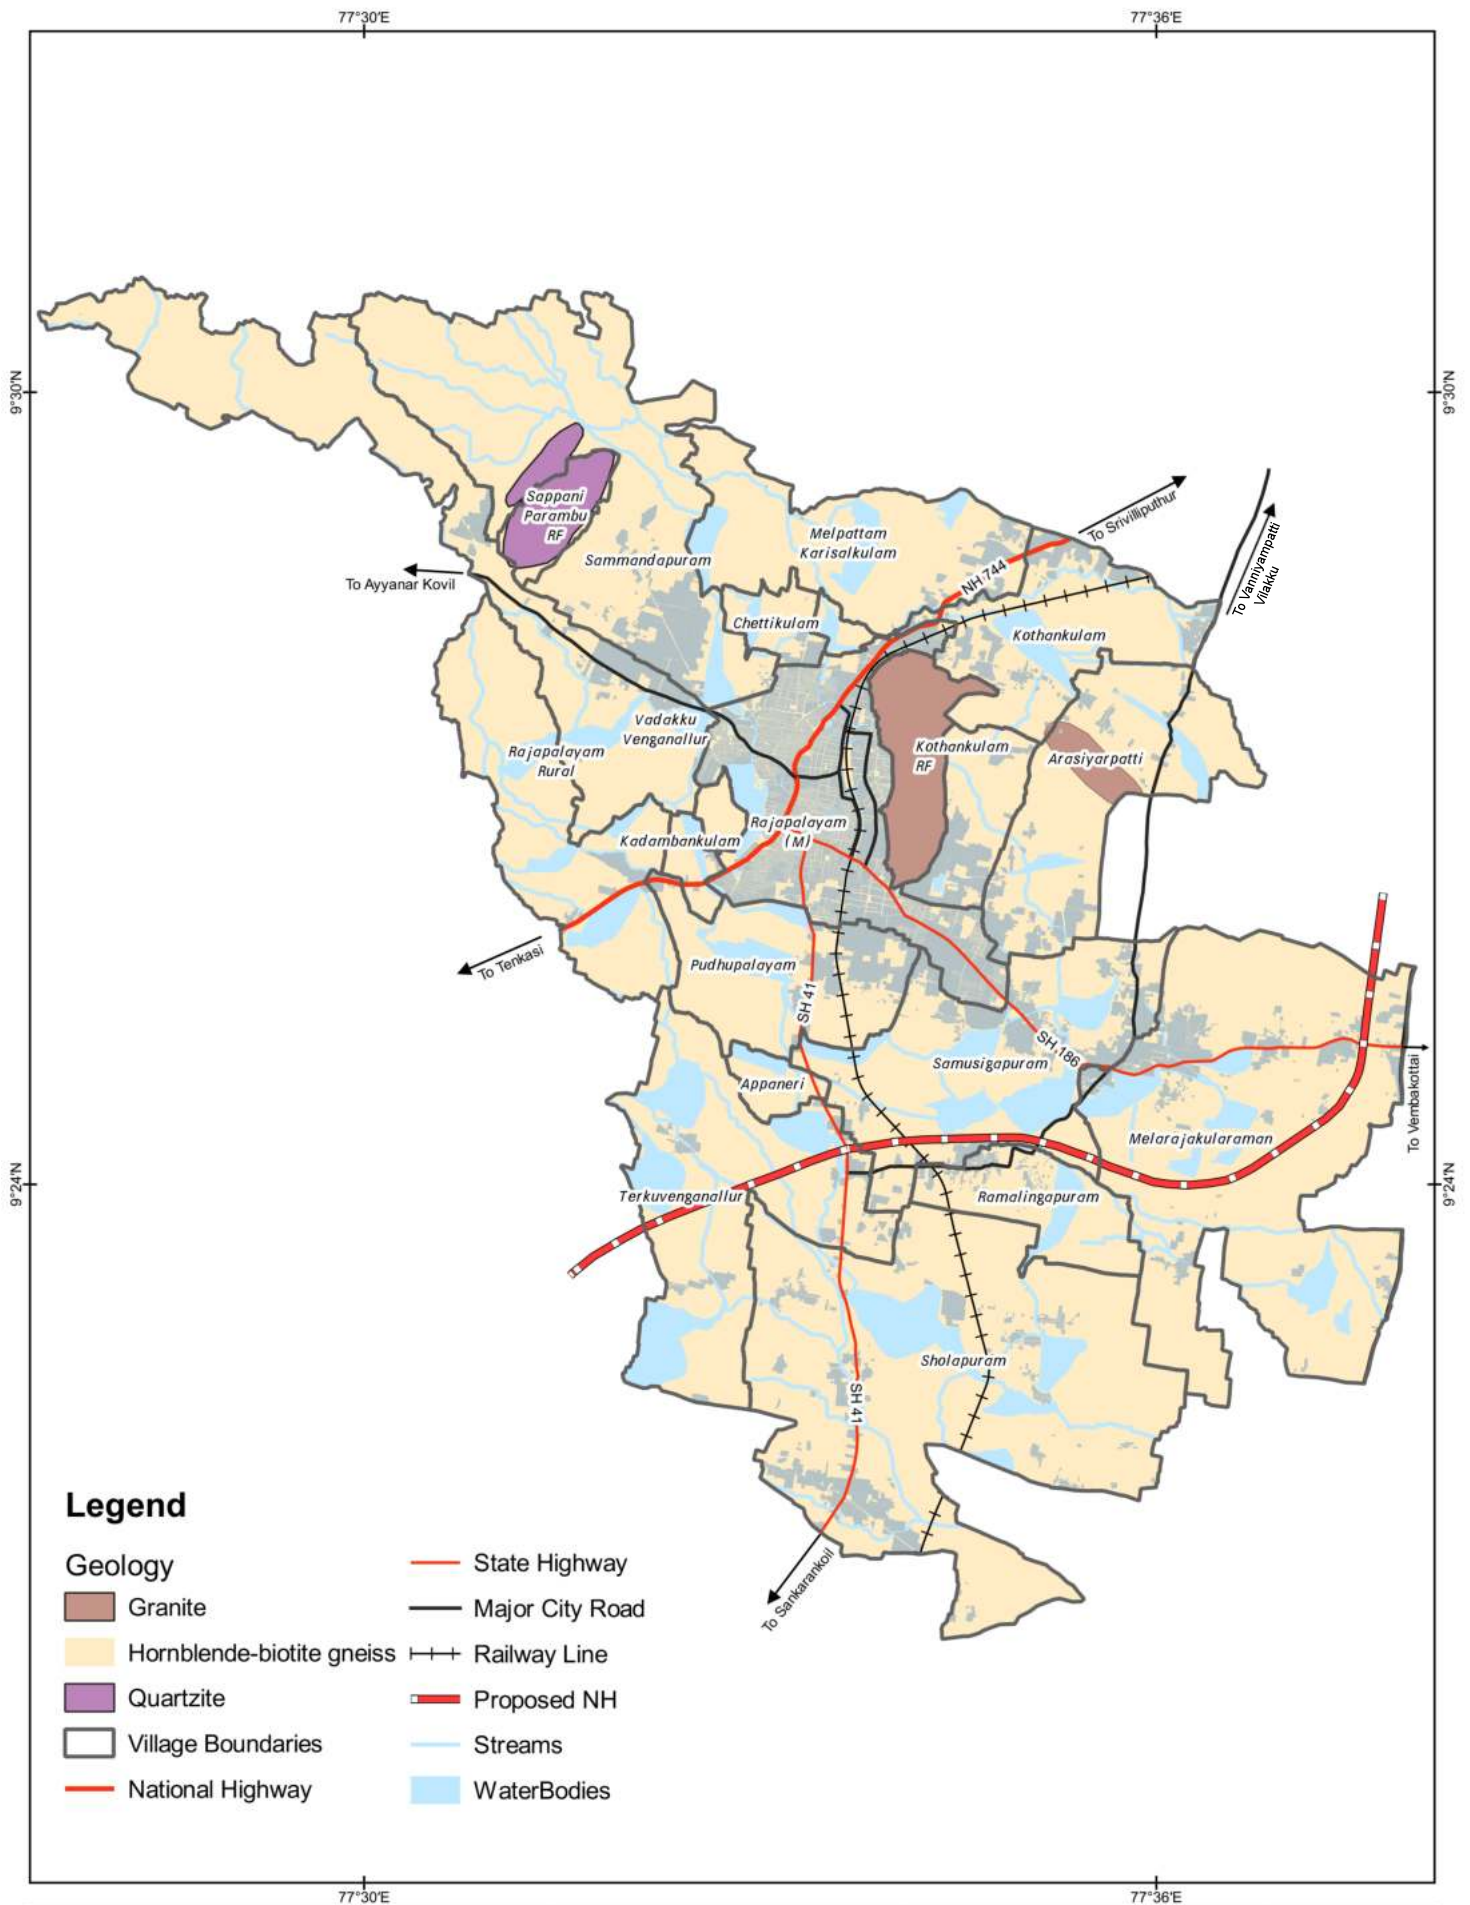 77°30'E
77°36'E
9°30'N
9°30'N
Sappani
Parambu
RF
Sammandapuram
Melpattam
Karisalkulam
To Srivilliputhur
NH 744
To Vanniyampatti
Vilakku
To Ayyanar Kovil
Chettikulam
Kothankulam
Vadakku
Venganallur
Rajapalayam
Rural
Kothankulam
RF
Arasiyarpatti
Kadambankulam
Rajapalayam
(M)
To Tenkasi
Pudhupalayam
SH 41
SH 186
Samusigapuram
Appaneri
To Vembakottai
Melarajakularaman
9°24'N
9°24'N
Terkuvenganallur
Ramalingapuram
Sholapuram
SH 41
To Sankarankoil
Legend
Geology
Granite
Hornblende-biotite gneiss
Quartzite
Village Boundaries
National Highway
State Highway
Major City Road
Railway Line
Proposed NH
Streams
WaterBodies
77°30'E
77°36'E